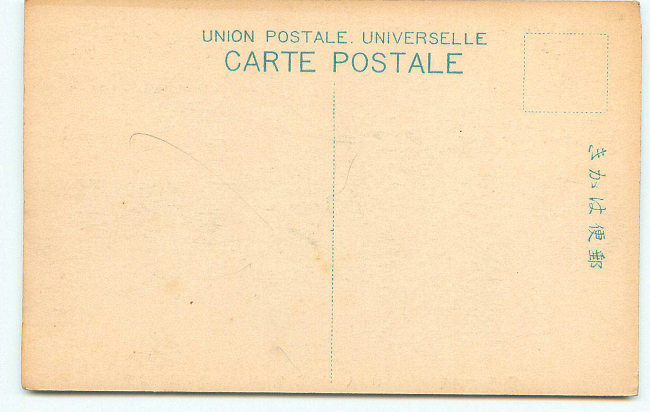 UNION POSTALE. UNIVERSELLE
CARTE POSTALE
きかは便郵